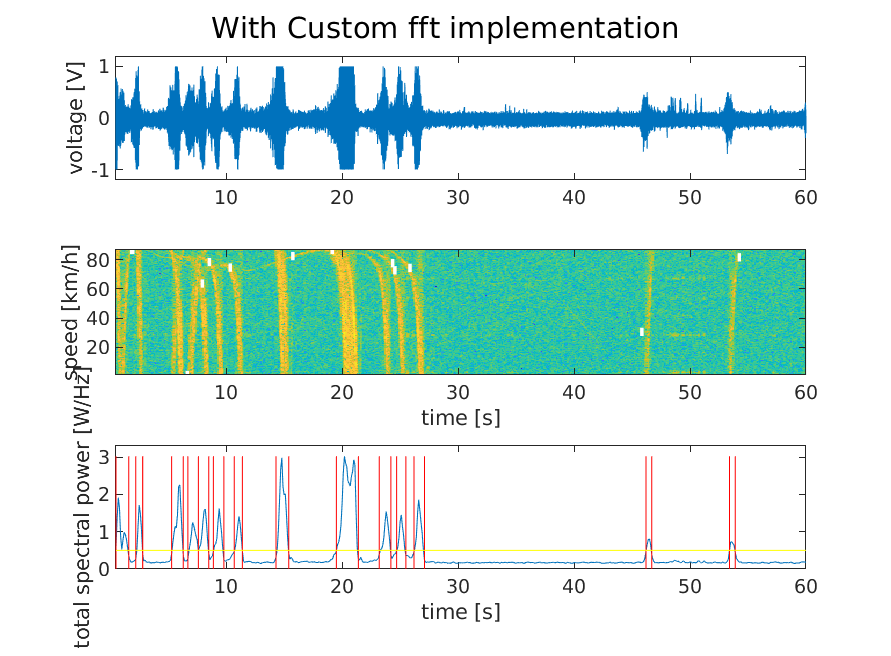 With Custom fft implementation
voltage [V]
1
0
-1
10 20 30 40 50 60
speed [km/h]
80
60
40
20
10 20 30 40 50 60
time [s]
total spectral power [W/Hz]
3
2
1
0
10 20 30 40 50 60
time [s]